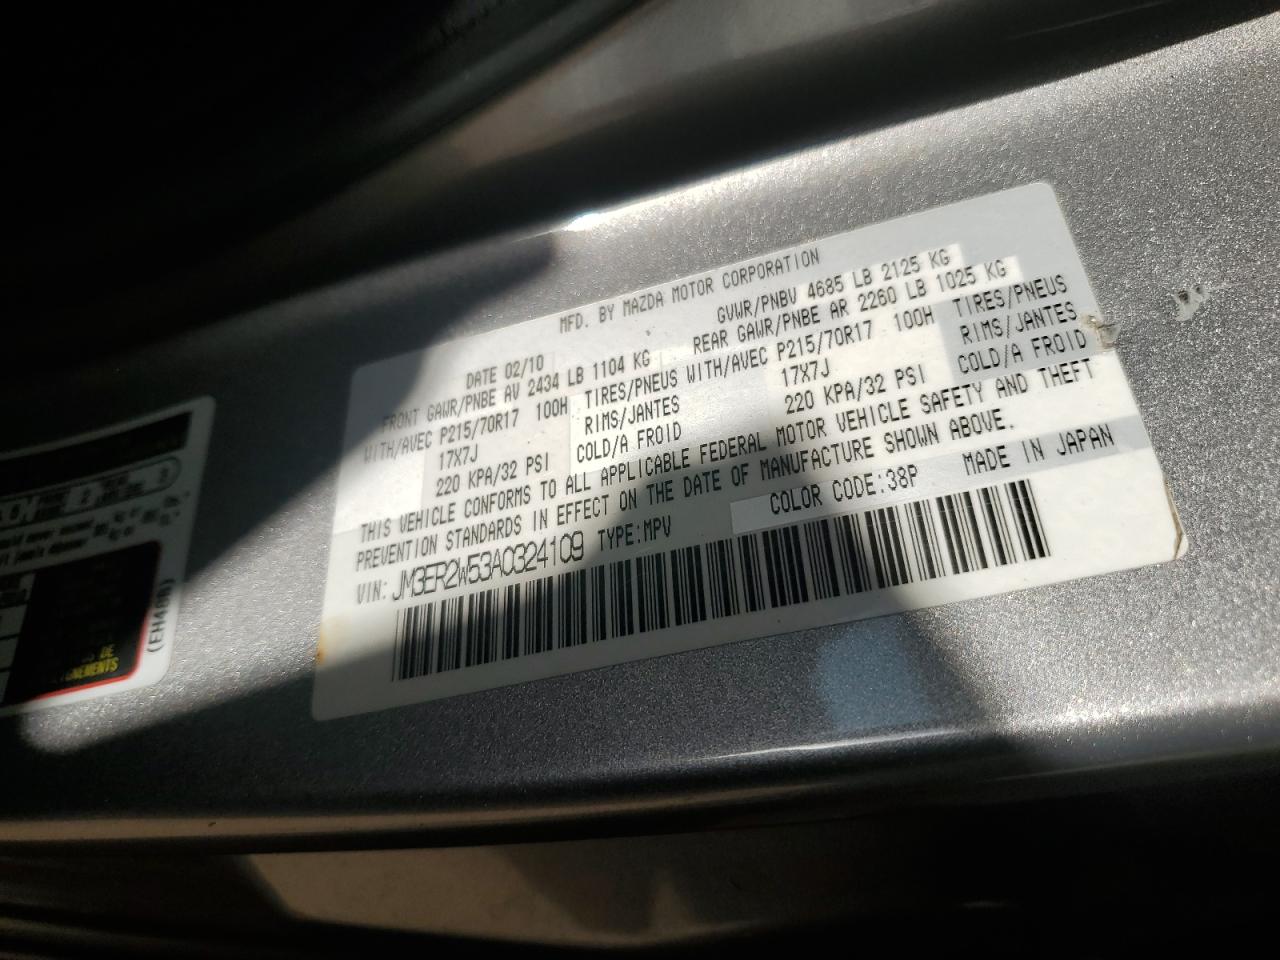 MFD. BY MAZDA MOTOR CORPORATION
DATE 02/10 GVWR/PNBV 4685 LB 2125 KG
FRONT GAWR/PNBE AV 2434 LB 1104 KG REAR GAWR/PNBE AR 2260 LB 1025 KG
WITH/AVEC P215/70R17 100H TIRES/PNEUS WITH/AVEC P215/70R17 100H TIRES/PNEUS
17X7J RIMS/JANTES 17X7J RIMS/JANTES
220 KPA/32 PSI COLD/A FROID 220 KPA/32 PSI COLD/A FROID
THIS VEHICLE CONFORMS TO ALL APPLICABLE FEDERAL MOTOR VEHICLE SAFETY AND THEFT
PREVENTION STANDARDS IN EFFECT ON THE DATE OF MANUFACTURE SHOWN ABOVE.
VIN: JM3ER2W53A0324109 TYPE:MPV COLOR CODE:38P MADE IN JAPAN
2 3
DE
(EH48B)